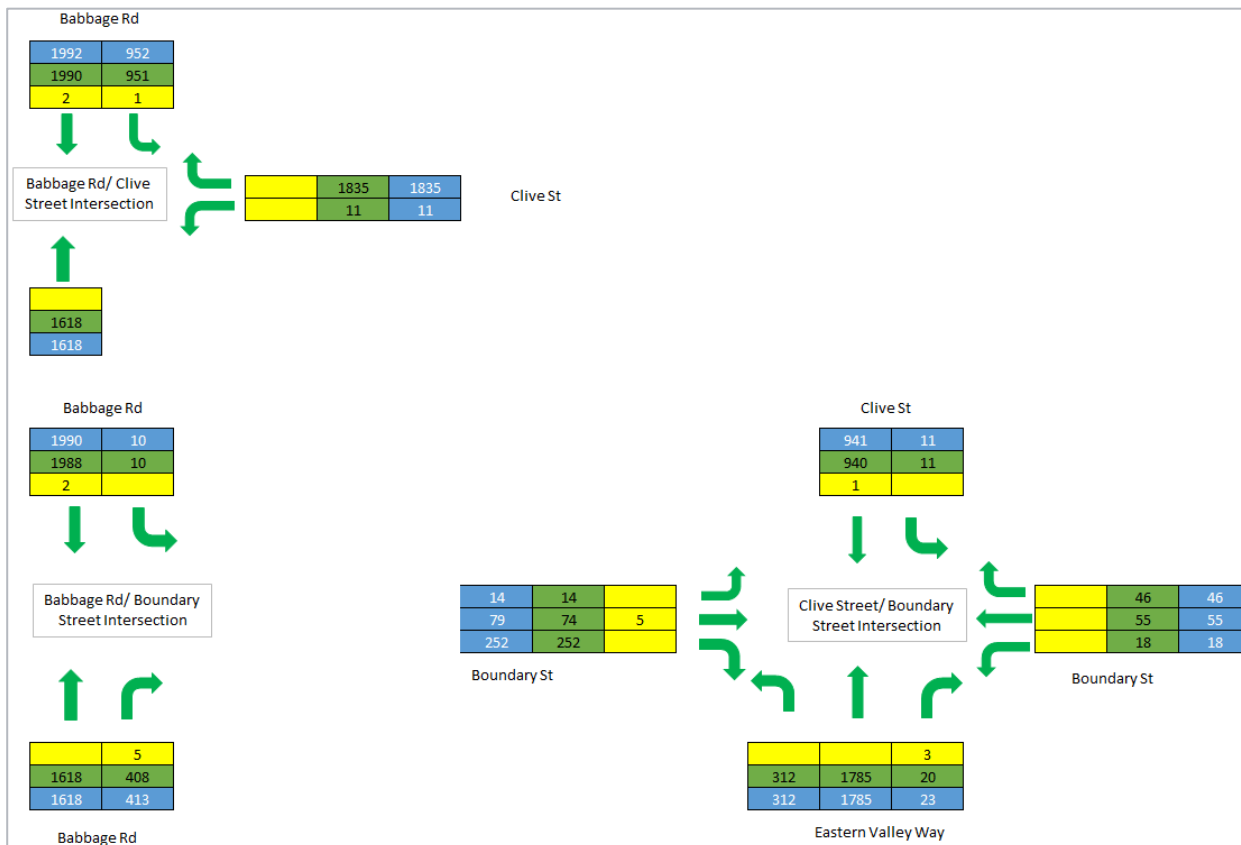 Babbage Rd
1992 952
1990 951
2 1
Babbage Rd/ Clive
Street Intersection
1835 1835
11 11
Clive St
1618
1618
Babbage Rd
1990 10
1988 10
2
Clive St
941 11
940 11
1
Babbage Rd/ Boundary
Street Intersection
14 14
79 74 5
252 252
Boundary St
Clive Street/ Boundary
Street Intersection
46 46
55 55
18 18
Boundary St
5
1618 408
1618 413
Babbage Rd
3
312 1785 20
312 1785 23
Eastern Valley Way